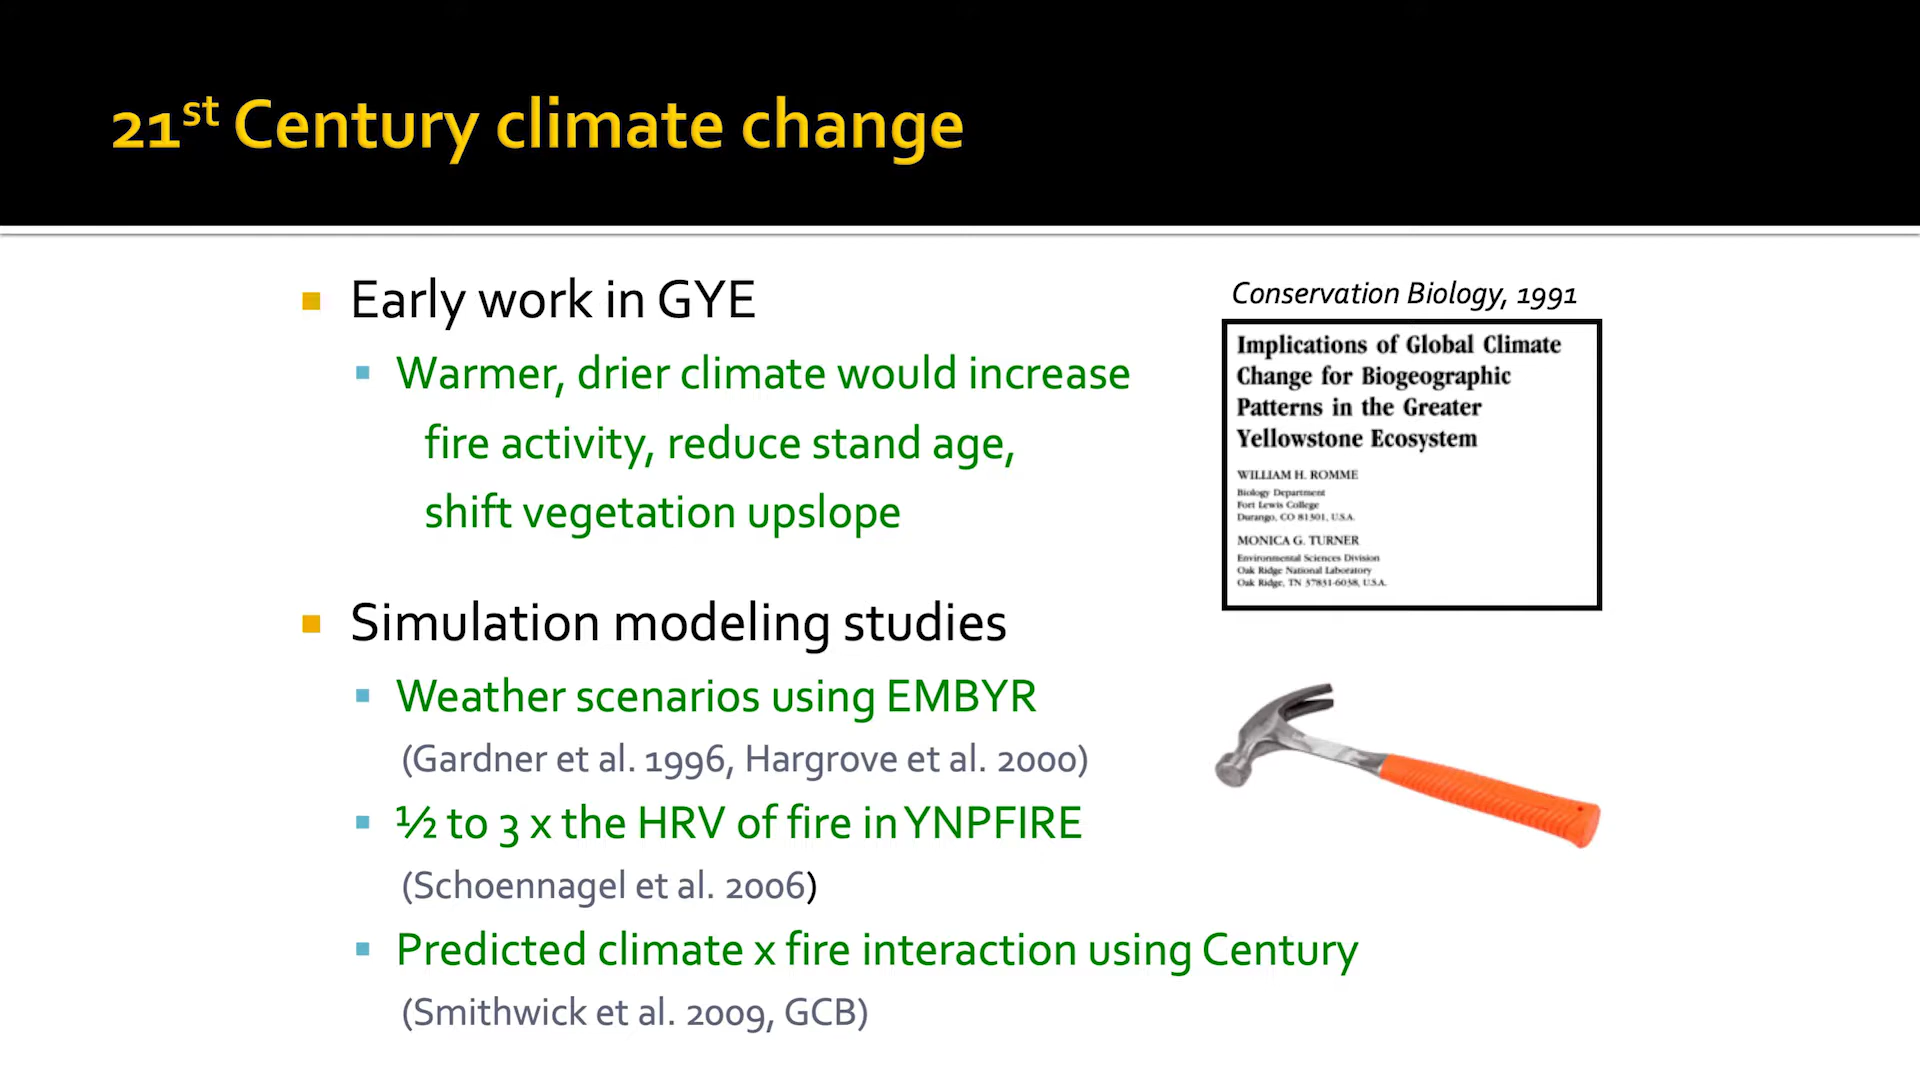 21st Century climate change
Early work in GYE
Warmer, drier climate would increase
fire activity, reduce stand age,
shift vegetation upslope
Simulation modeling studies
Weather scenarios using EMBYR
(Gardner et al. 1996, Hargrove et al. 2000)
½ to 3 x the HRV of fire in YNPFIRE
(Schoennagel et al. 2006)
Predicted climate x fire interaction using Century
(Smithwick et al. 2009, GCB)
Conservation Biology, 1991
Implications of Global Climate
Change for Biogeographic
Patterns in the Greater
Yellowstone Ecosystem
WILLIAM H. ROMME
Biology Department
Fort Lewis College
Durango, CO 81301, U.S.A.
MONICA G. TURNER
Environmental Sciences Division
Oak Ridge National Laboratory
Oak Ridge, TN 37831-6038, U.S.A.